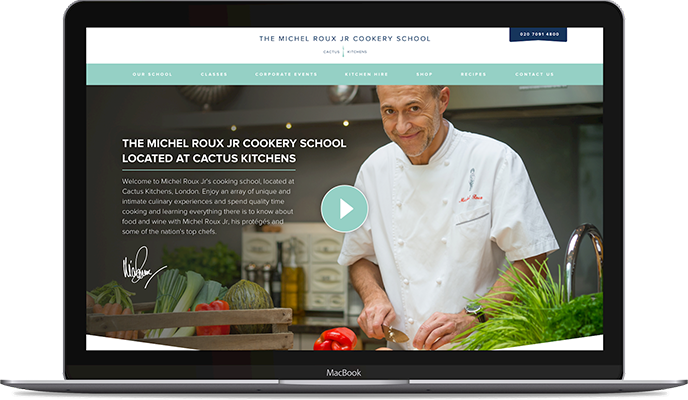 THE MICHEL ROUX JR COOKERY SCHOOL
CACTUS KITCHENS
020 7091 4800
OUR SCHOOL CLASSES CORPORATE EVENTS KITCHEN HIRE SHOP RECIPES CONTACT US
THE MICHEL ROUX JR COOKERY SCHOOL
LOCATED AT CACTUS KITCHENS
Welcome to Michel Roux Jr's cooking school, located at
Cactus Kitchens, London. Enjoy an array of unique and
intimate culinary experiences and spend quality time
cooking and learning everything there is to know about
food and wine with Michel Roux Jr, his protégés and
some of the nation's top chefs.
MacBook